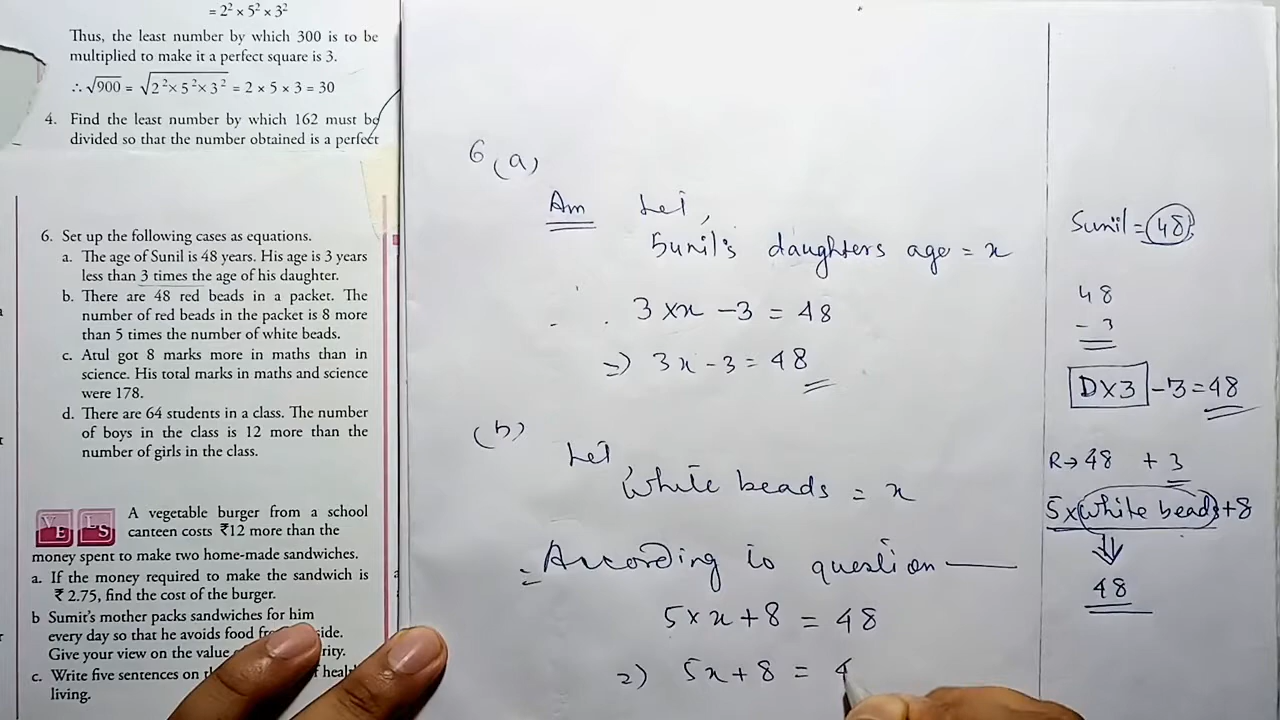 = 2² × 5² × 3²
Thus, the least number by which 300 is to be
multiplied to make it a perfect square is 3.
∴ √900 = √2² × 5² × 3² = 2 × 5 × 3 = 30
4. Find the least number by which 162 must be
divided so that the number obtained is a perfect
6. Set up the following cases as equations.
a. The age of Sunil is 48 years. His age is 3 years
less than 3 times the age of his daughter.
b. There are 48 red beads in a packet. The
number of red beads in the packet is 8 more
than 5 times the number of white beads.
c. Atul got 8 marks more in maths than in
science. His total marks in maths and science
were 178.
d. There are 64 students in a class. The number
of boys in the class is 12 more than the
number of girls in the class.
VE LS
A vegetable burger from a school
canteen costs ₹12 more than the
money spent to make two home-made sandwiches.
a. If the money required to make the sandwich is
₹ 2.75, find the cost of the burger.
b Sumit's mother packs sandwiches for him
every day so that he avoids food
Give your view on the value
c. Write five sentences on
living.
6 (a)
Let,
Sunil's daughters age = x
3 × x - 3 = 48
=) 3x - 3 = 48
(b)
Let,
White beads = x
According to question
5 × x + 8 = 48
=) 5x + 8 = 4
Sunil = 48
48
- 3
D×3 - 3 = 48
R → 48 + 3
5 × white beads + 8
⇓
48